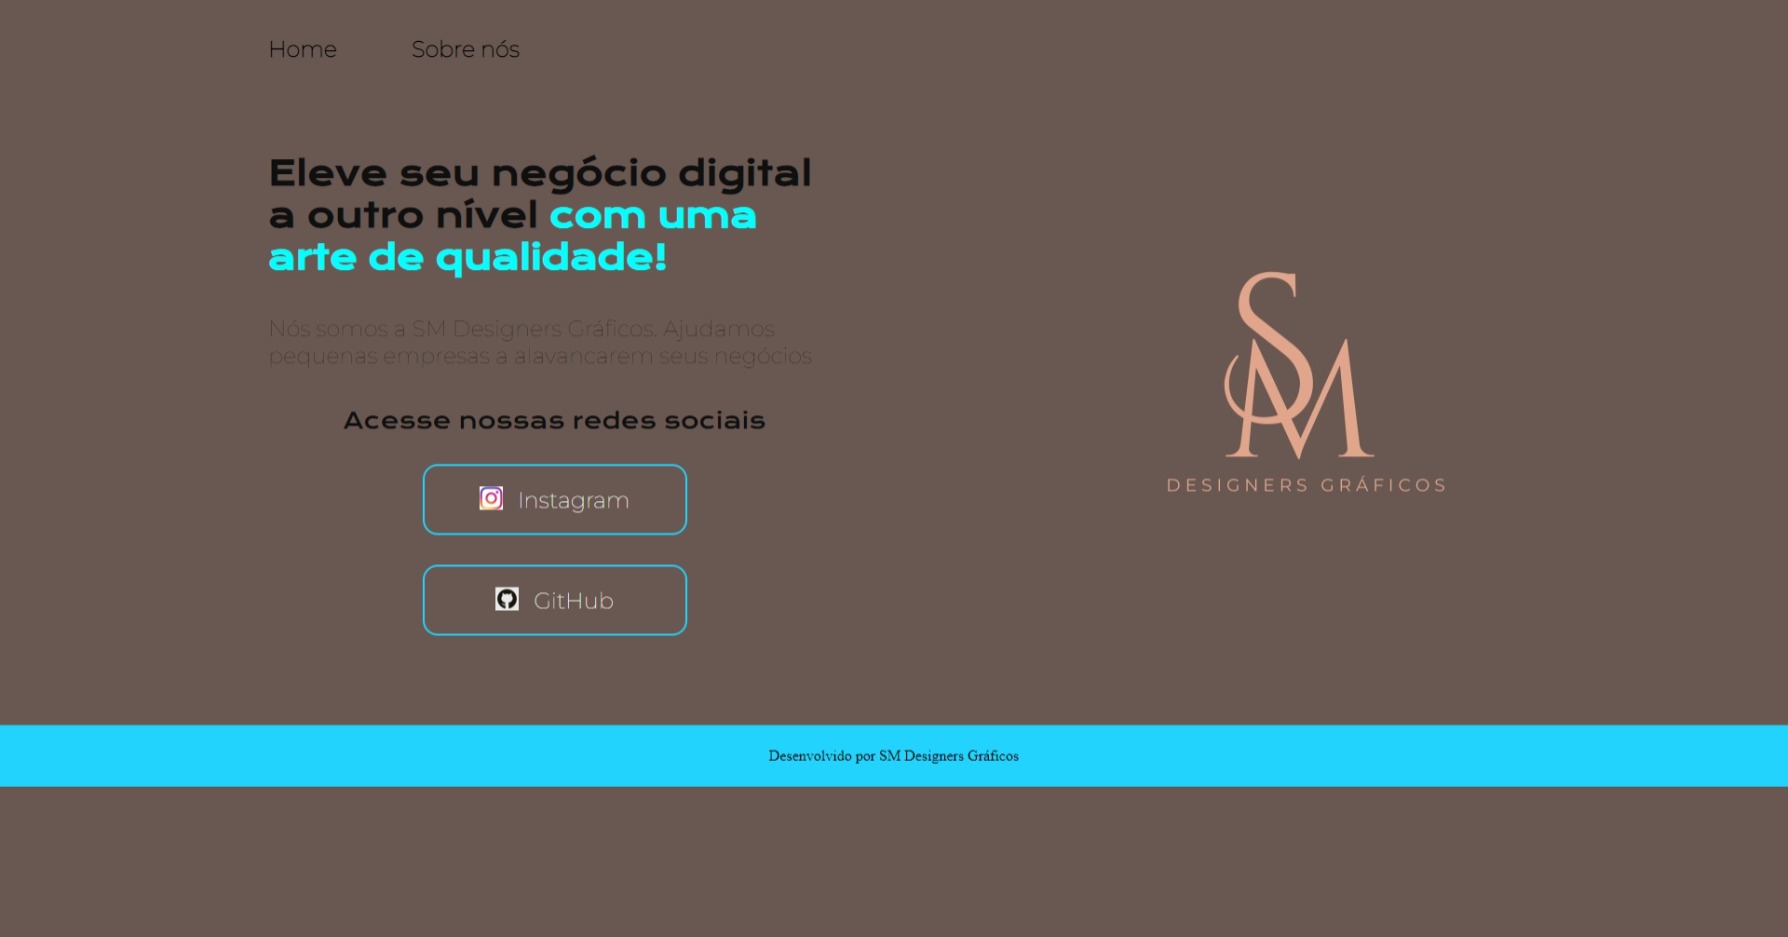 Home
Sobre nós
Eleve seu negócio digital
a outro nível com uma
arte de qualidade!
Nós somos a SM Designers Gráficos. Ajudamos
pequenas empresas a alavancarem seus negócios
Acesse nossas redes sociais
Instagram
GitHub
SM
DESIGNERS GRÁFICOS
Desenvolvido por SM Designers Gráficos